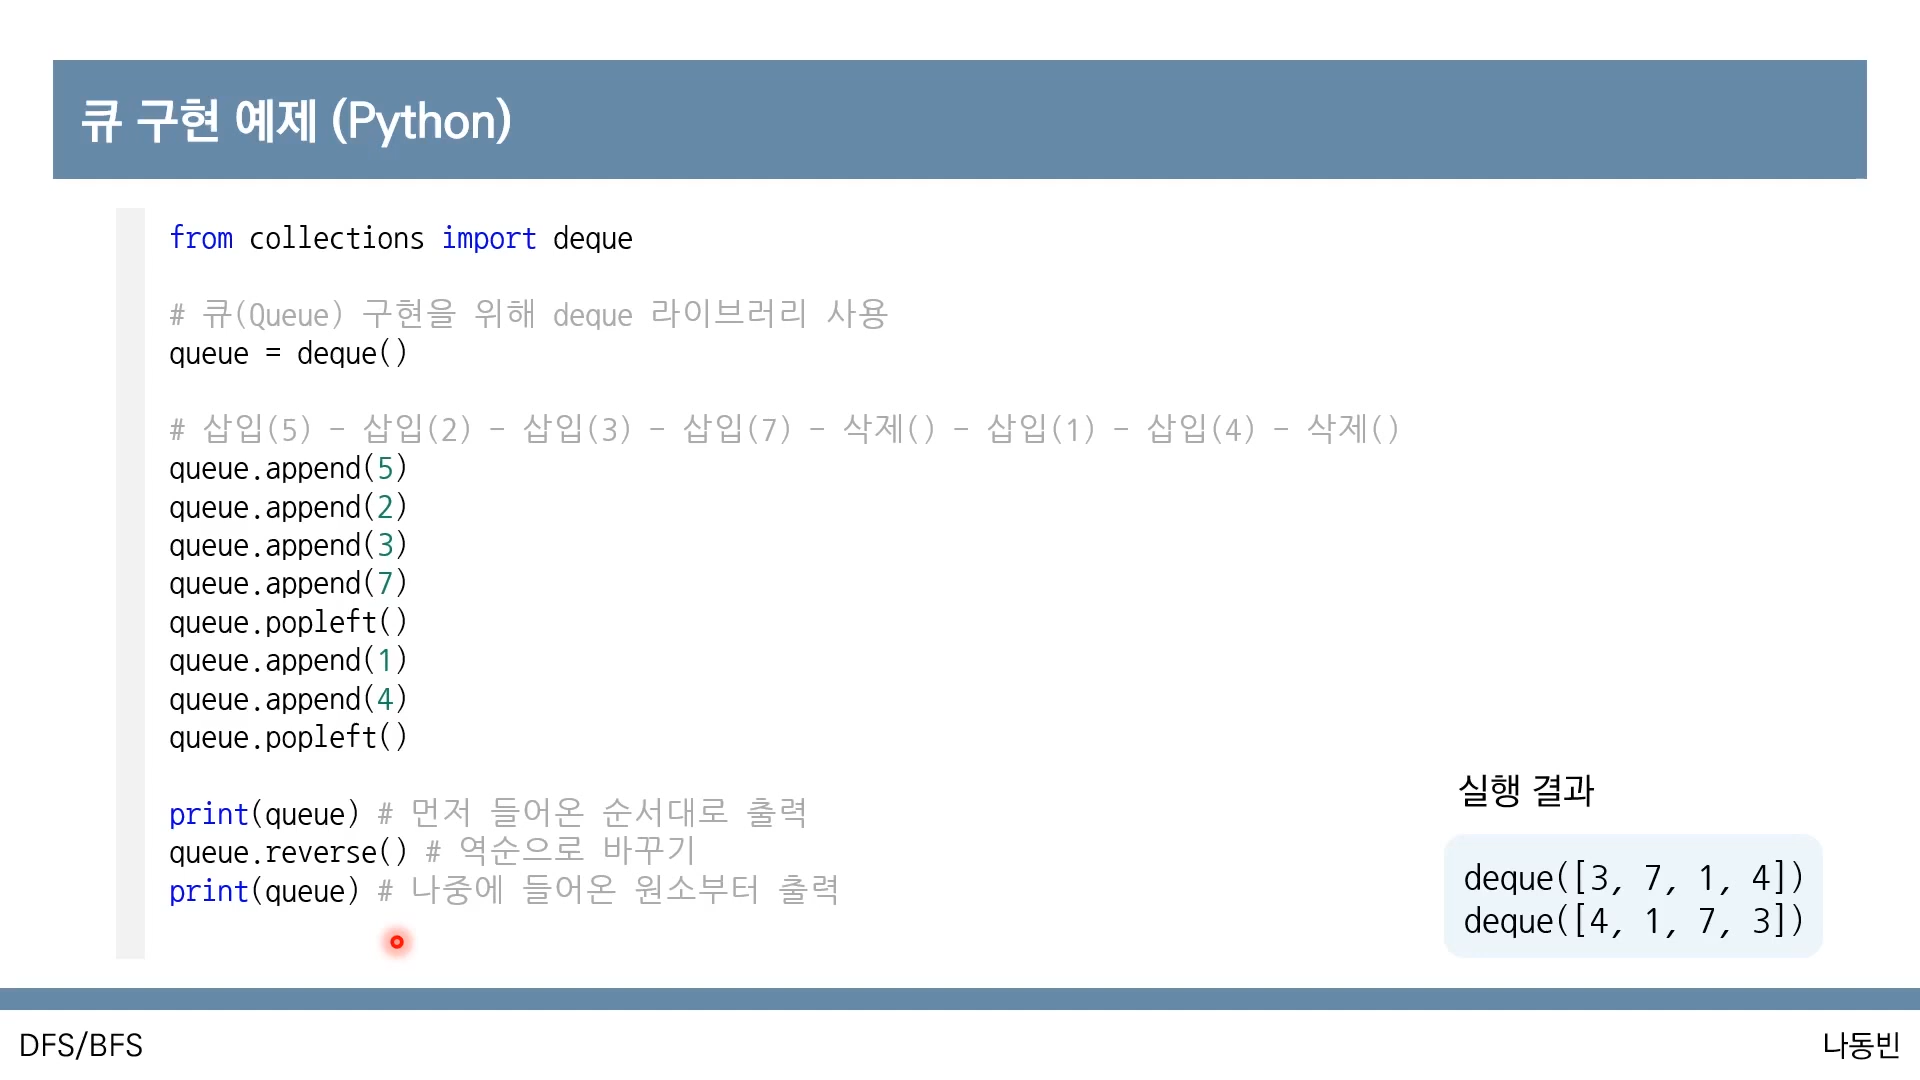 큐 구현 예제 (Python)
from collections import deque
# 큐(Queue) 구현을 위해 deque 라이브러리 사용
queue = deque()
# 삽입(5) - 삽입(2) - 삽입(3) - 삽입(7) - 삭제() - 삽입(1) - 삽입(4) - 삭제()
queue.append(5)
queue.append(2)
queue.append(3)
queue.append(7)
queue.popleft()
queue.append(1)
queue.append(4)
queue.popleft()
print(queue) # 먼저 들어온 순서대로 출력
queue.reverse() # 역순으로 바꾸기
print(queue) # 나중에 들어온 원소부터 출력
실행 결과
deque([3, 7, 1, 4])
deque([4, 1, 7, 3])
DFS/BFS
나동빈